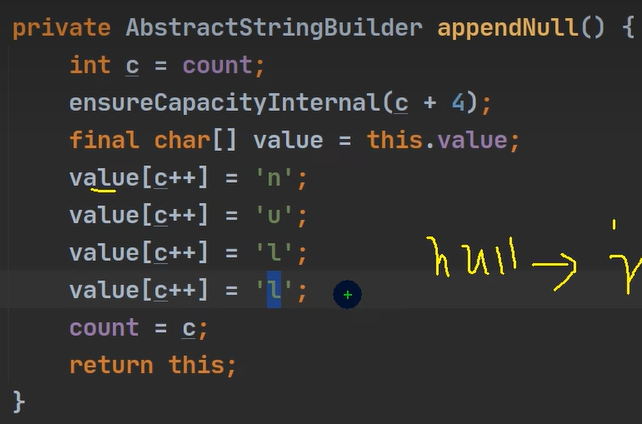 private AbstractStringBuilder appendNull() {
int c = count;
ensureCapacityInternal(c + 4);
final char[] value = this.value;
value[c++] = 'n';
value[c++] = 'u';
value[c++] = 'l';
null →
value[c++] = 'l';
count = c;
return this;
}